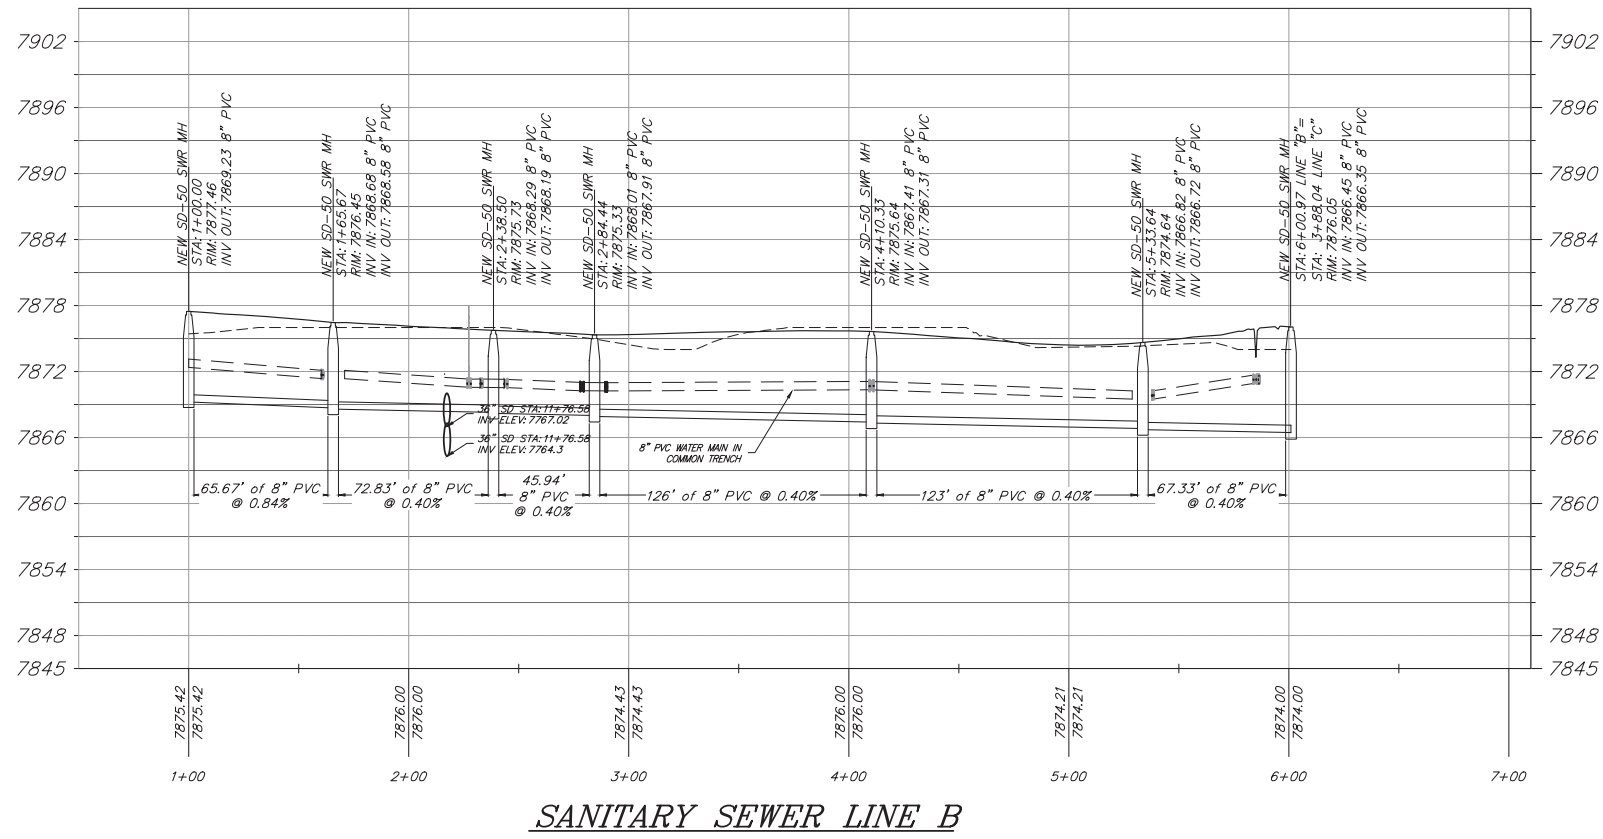 7902
7896
7890
7884
7878
7872
7866
7860
7854
7848
7845
7902
7896
7890
7884
7878
7872
7866
7860
7854
7848
7845
NEW SD-50 SWR MH
STA:1+00.00
RIM:7877.46
INV OUT:7869.23 8" PVC
NEW SD-50 SWR MH
STA:1+65.67
RIM:7876.45
INV IN:7868.68 8" PVC
INV OUT:7868.58 8" PVC
NEW SD-50 SWR MH
STA:2+38.50
RIM:7875.73
INV IN:7868.29 8" PVC
INV OUT:7868.19 8" PVC
NEW SD-50 SWR MH
STA:2+84.44
RIM:7875.33
INV IN:7868.01 8" PVC
INV OUT:7867.91 8" PVC
NEW SD-50 SWR MH
STA:4+10.33
RIM:7875.64
INV IN:7867.41 8" PVC
INV OUT:7867.31 8" PVC
NEW SD-50 SWR MH
STA:5+33.64
RIM:7874.64
INV IN:7866.82 8" PVC
INV OUT:7866.72 8" PVC
NEW SD-50 SWR MH
STA:6+00.97 LINE "B"=
STA: 3+88.04 LINE "C"
RIM:7876.05
INV IN:7866.45 8" PVC
INV OUT:7866.35 8" PVC
36" SD STA:11+76.58
INV ELEV:7767.02
36" SD STA:11+76.58
INV ELEV:7764.3
8" PVC WATER MAIN IN
COMMON TRENCH
65.67' of 8" PVC
@ 0.84%
72.83' of 8" PVC
@ 0.40%
45.94'
8" PVC
@ 0.40%
126' of 8" PVC @ 0.40%
123' of 8" PVC @ 0.40%
67.33' of 8" PVC
@ 0.40%
7875.42
7875.42
7876.00
7876.00
7874.43
7874.43
7876.00
7876.00
7874.21
7874.21
7874.00
7874.00
1+00
2+00
3+00
4+00
5+00
6+00
7+00
SANITARY SEWER LINE B